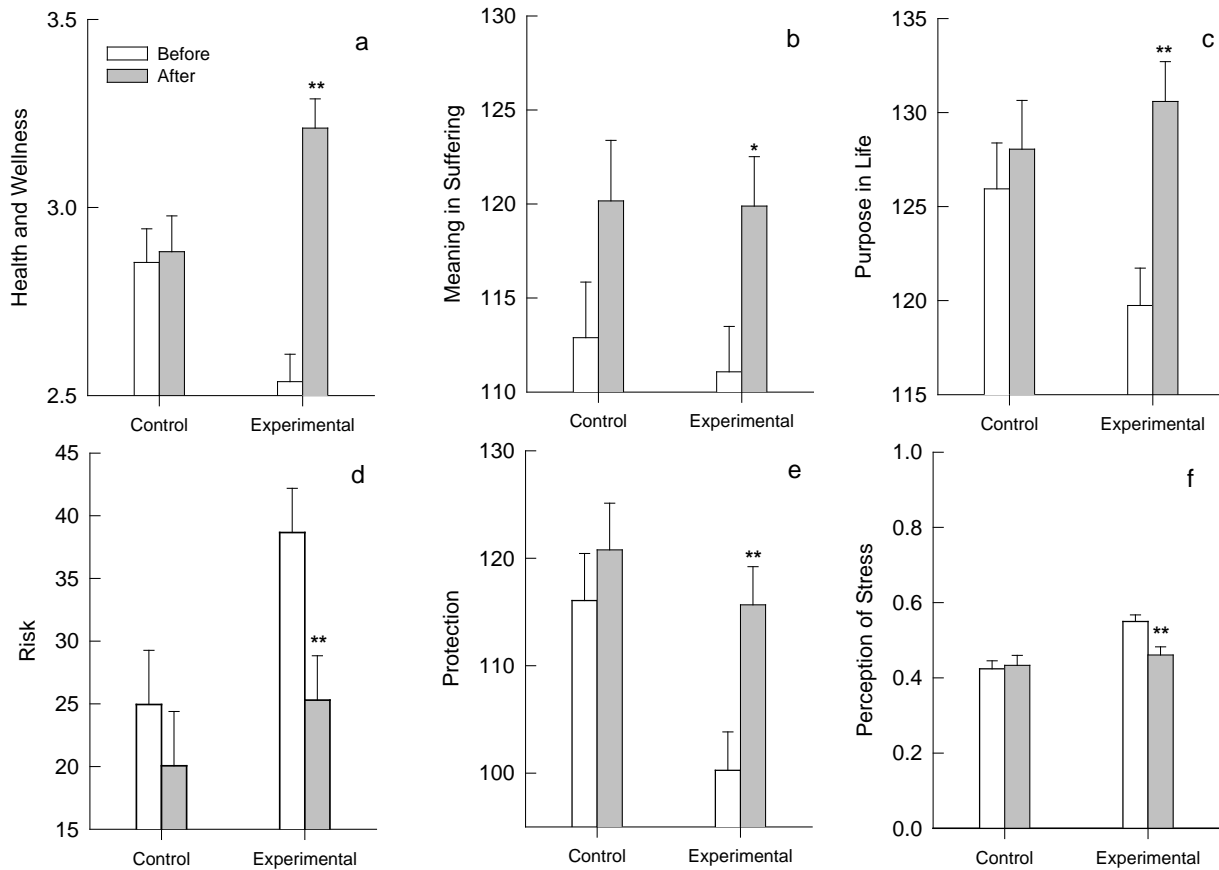 a
Health and Wellness
3.5
3.0
2.5
Before
After
**
Control
Experimental
b
Meaning in Suffering
130
125
120
115
110
*
Control
Experimental
c
Purpose in Life
135
130
125
120
115
**
Control
Experimental
d
Risk
45
40
35
30
25
20
15
**
Control
Experimental
e
Protection
130
120
110
100
**
Control
Experimental
f
Perception of Stress
1.0
0.8
0.6
0.4
0.2
0.0
**
Control
Experimental